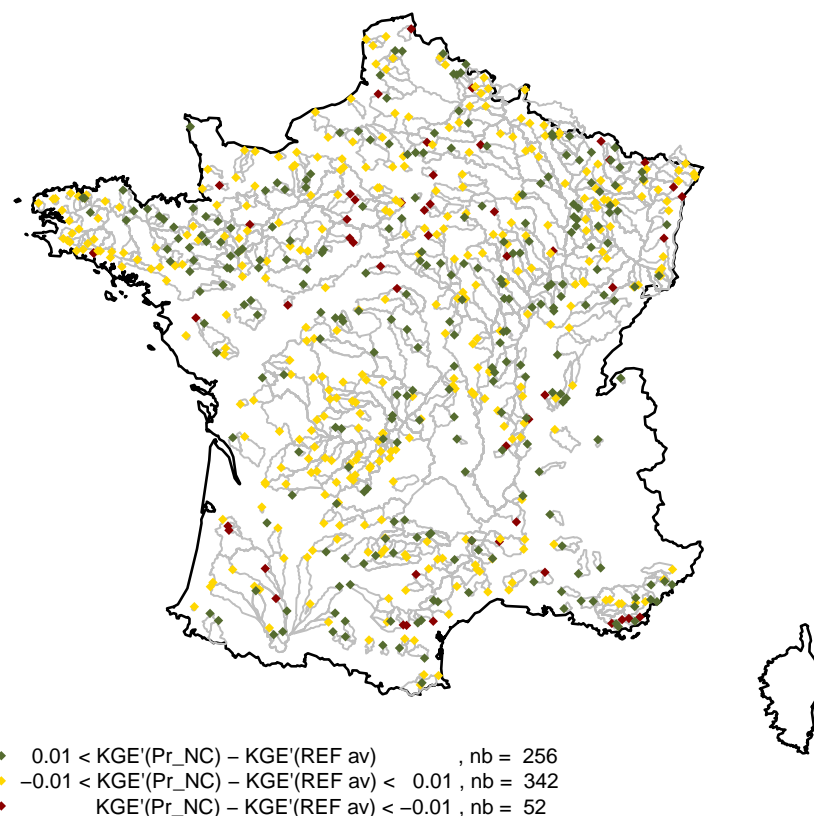 0.01 < KGE'(Pr_NC) − KGE'(REF av) , nb = 256
−0.01 < KGE'(Pr_NC) − KGE'(REF av) < 0.01 , nb = 342
KGE'(Pr_NC) − KGE'(REF av) < −0.01 , nb = 52